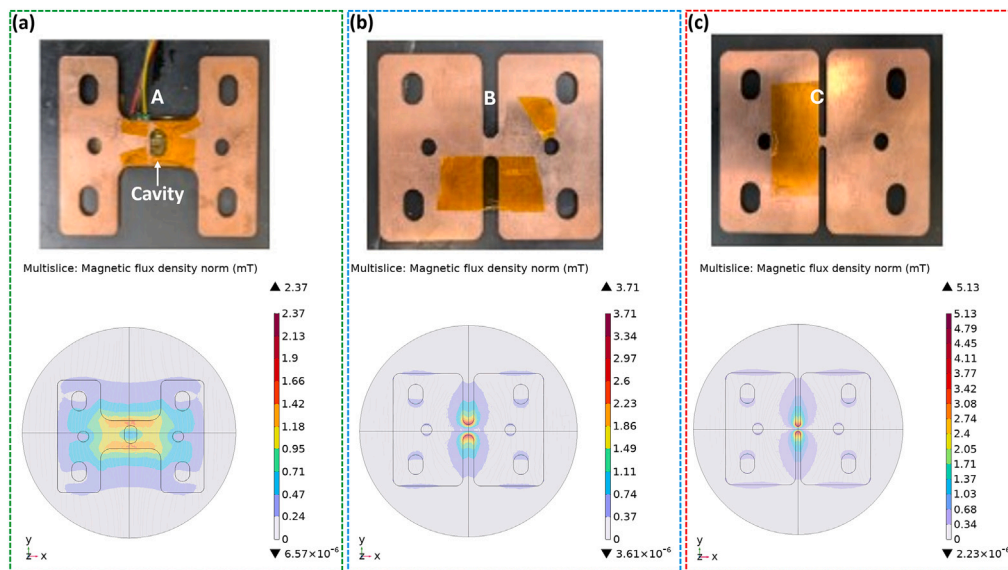 (a)
A
Cavity
Multislice: Magnetic flux density norm (mT)
▲ 2.37
2.37
2.13
1.9
1.66
1.42
1.18
0.95
0.71
0.47
0.24
0
▼ 6.57×10⁻⁶
y
z x
(b)
B
Multislice: Magnetic flux density norm (mT)
▲ 3.71
3.71
3.34
2.97
2.6
2.23
1.86
1.49
1.11
0.74
0.37
0
▼ 3.61×10⁻⁶
y
z x
(c)
C
Multislice: Magnetic flux density norm (mT)
▲ 5.13
5.13
4.79
4.45
4.11
3.77
3.42
3.08
2.74
2.4
2.05
1.71
1.37
1.03
0.68
0.34
0
▼ 2.23×10⁻⁶
y
z x